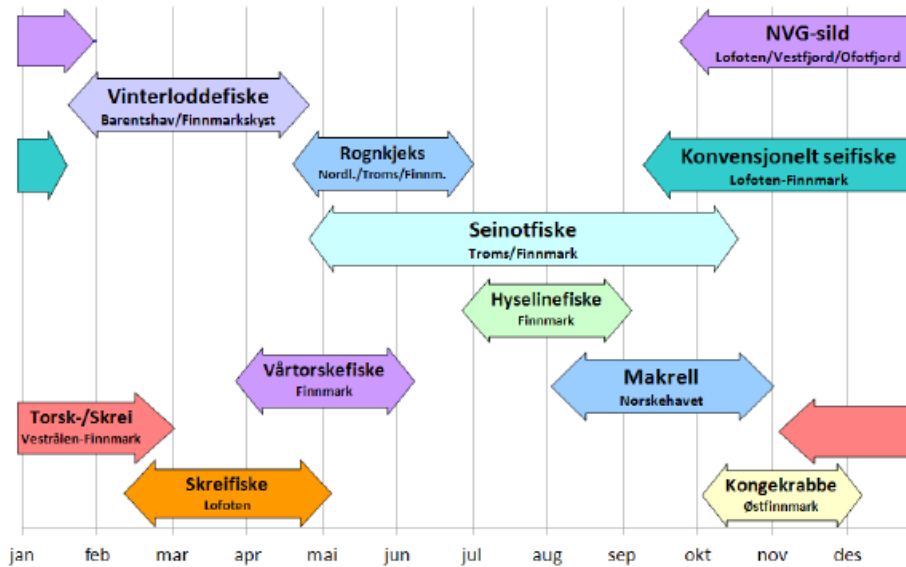 NVG-sild
Lofoten/Vestfjord/Ofotfjord
Vinterloddefiske
Barentshav/Finnmarkskyst
Rognkjeks
Nordl./Troms/Finnm.
Konvensjonelt seifiske
Lofoten-Finnmark
Seinotfiske
Troms/Finnmark
Hyselinefiske
Finnmark
Vårtorskefiske
Finnmark
Makrell
Norskehavet
Torsk-/Skrei
Vestrålen-Finnmark
Skreifiske
Lofoten
Kongekrabbe
Østfinnmark
jan feb mar apr mai jun jul aug sep okt nov des